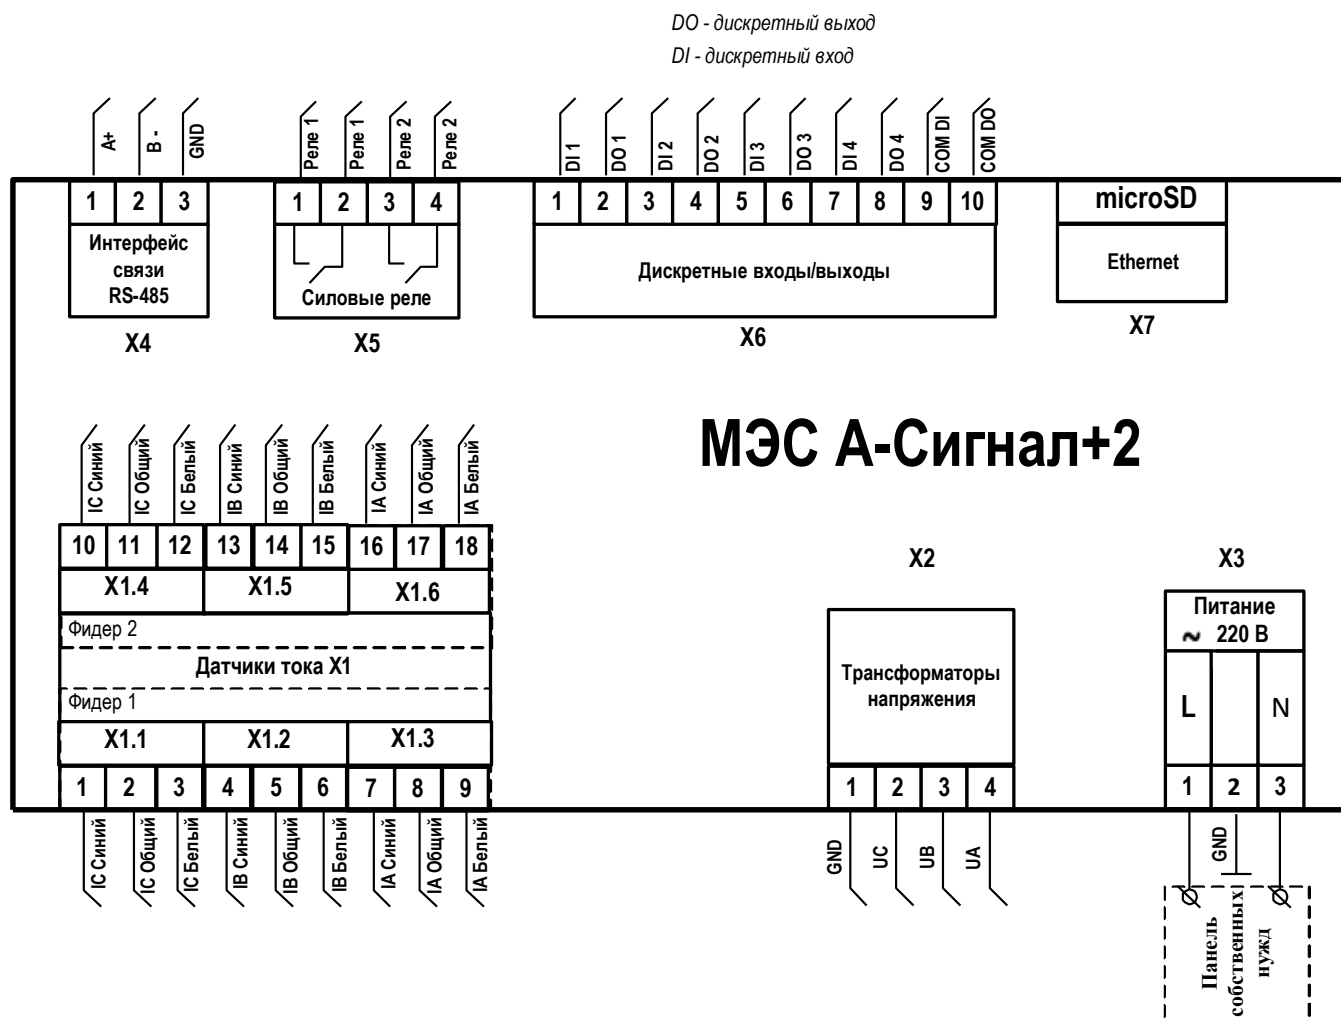 DO - дискретный выход
DI - дискретный вход
A+
B -
GND
Реле 1
Реле 1
Реле 2
Реле 2
DI 1
DO 1
DI 2
DO 2
DI 3
DO 3
DI 4
DO 4
COM DI
COM DO
1 2 3
1 2 3 4
1 2 3 4 5 6 7 8 9 10
microSD
Интерфейс
связи
RS-485
Силовые реле
Дискретные входы/выходы
Ethernet
X4
X5
X6
X7
МЭС А-Сигнал+2
IC Синий
IC Общий
IC Белый
IB Синий
IB Общий
IB Белый
IA Синий
IA Общий
IA Белый
10 11 12 13 14 15 16 17 18
X1.4 X1.5 X1.6
Фидер 2
Датчики тока X1
Фидер 1
X1.1 X1.2 X1.3
1 2 3 4 5 6 7 8 9
IC Синий
IC Общий
IC Белый
IB Синий
IB Общий
IB Белый
IA Синий
IA Общий
IA Белый
X2
Трансформаторы
напряжения
1 2 3 4
GND
UC
UB
UA
X3
Питание
~ 220 В
L N
1 2 3
GND
Панель
собственных
нужд